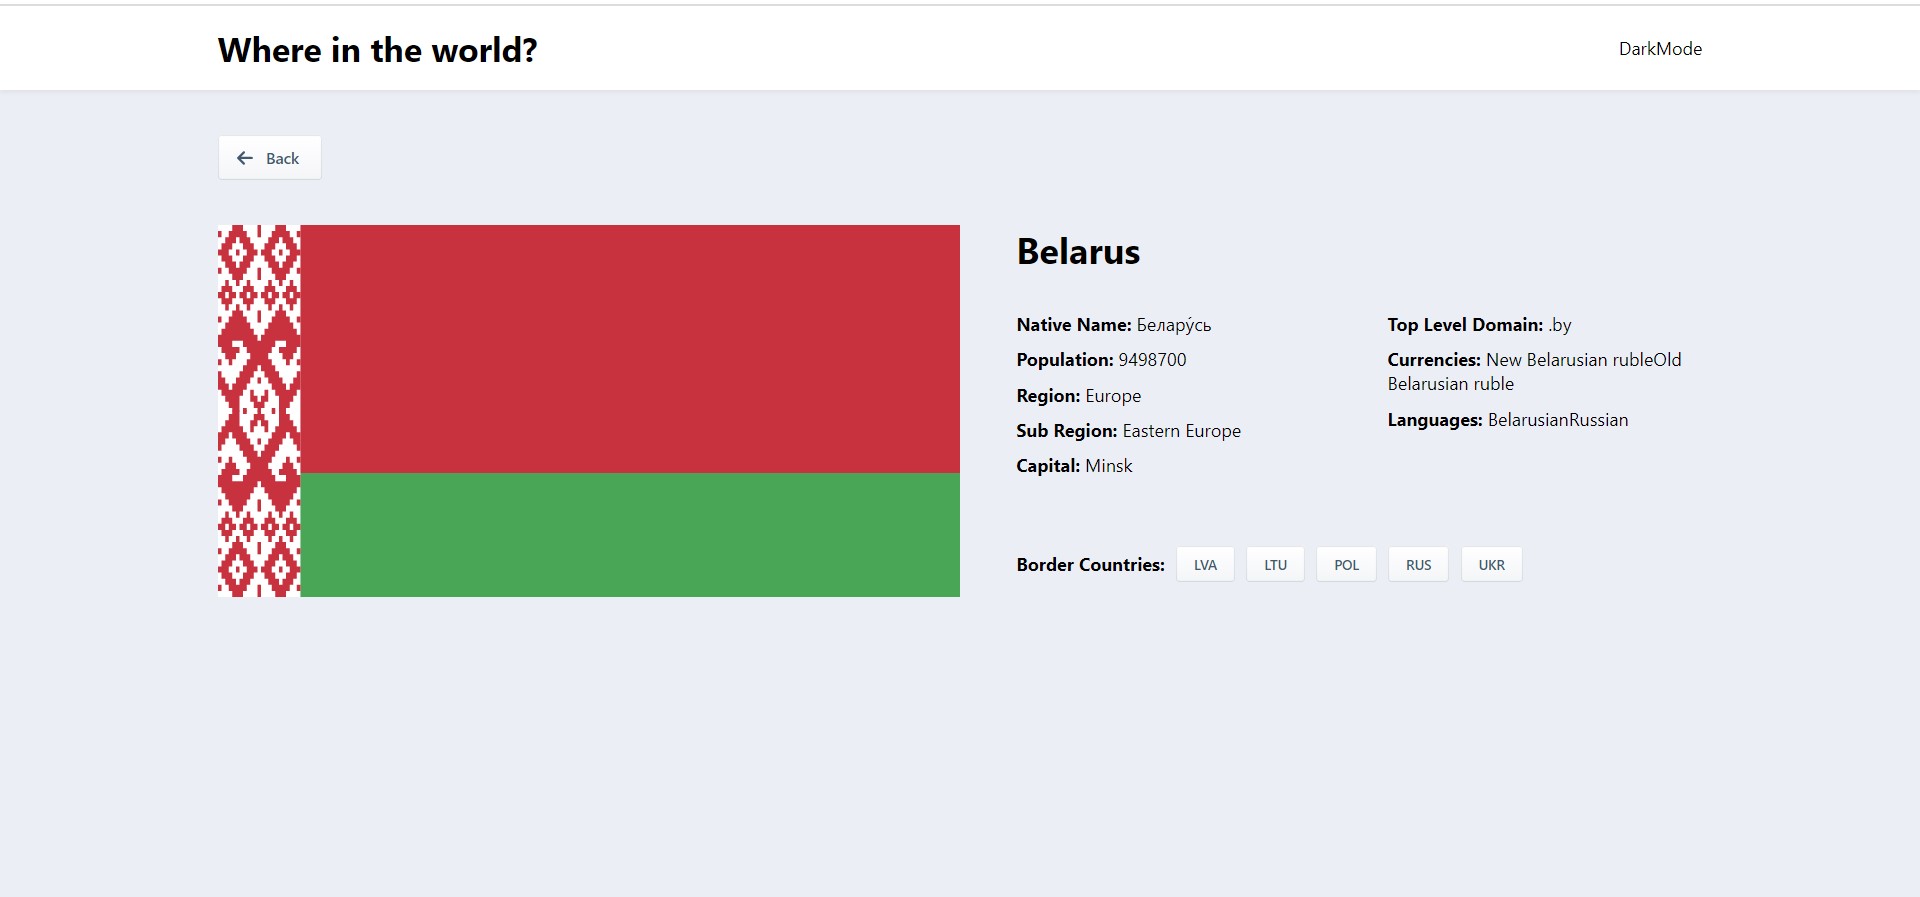 Where in the world?
DarkMode
Back
Belarus
Native Name: Белару́сь
Population: 9498700
Region: Europe
Sub Region: Eastern Europe
Capital: Minsk
Top Level Domain: .by
Currencies: New Belarusian rubleOld
Belarusian ruble
Languages: BelarusianRussian
Border Countries: LVA LTU POL RUS UKR